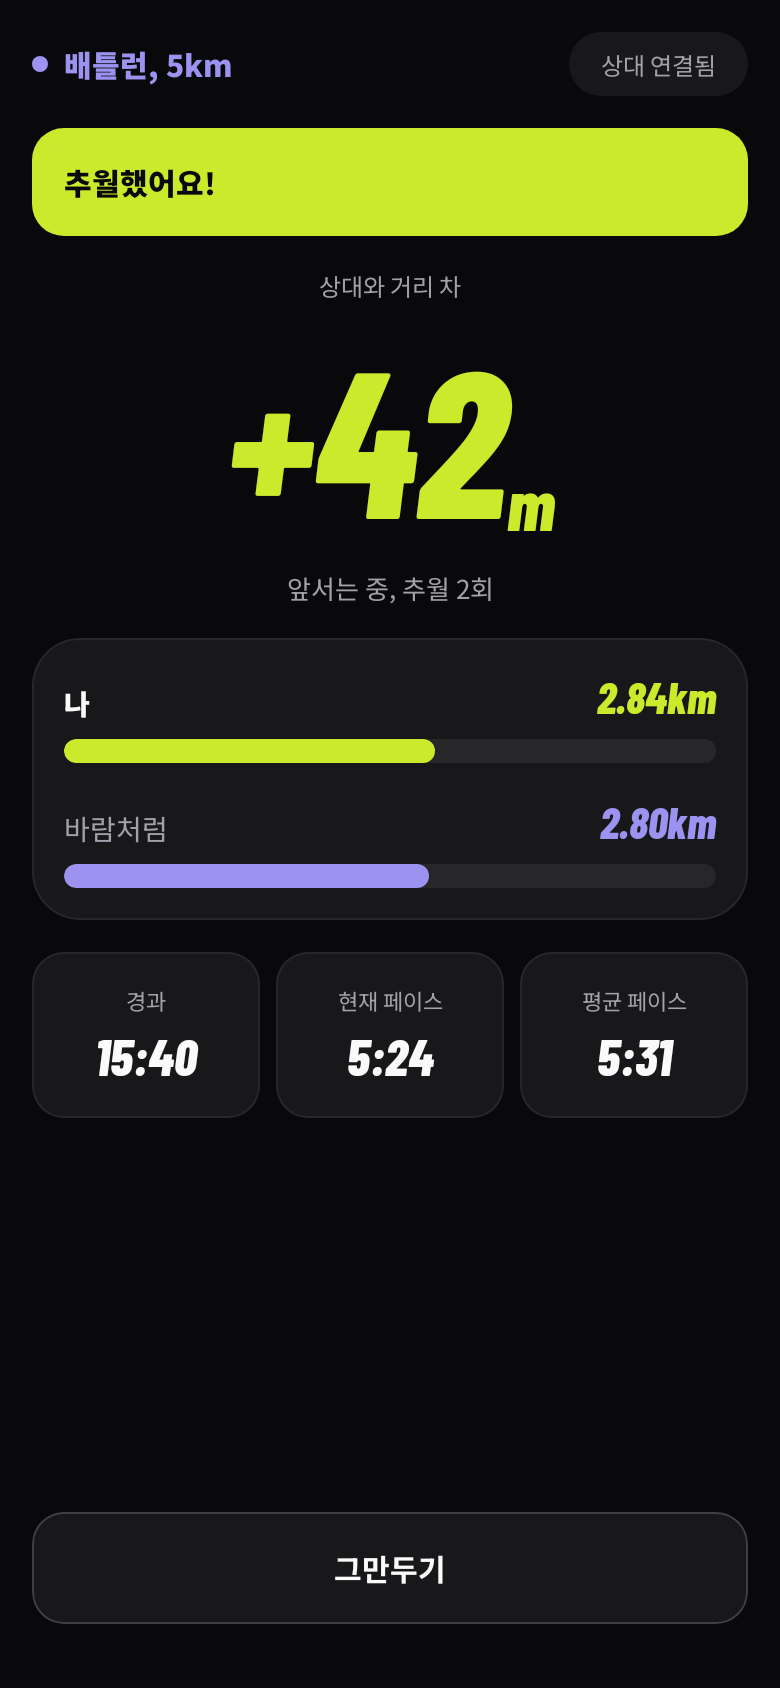 배틀런, 5km
상대 연결됨
추월했어요!
상대와 거리 차
+42m
앞서는 중, 추월 2회
나 2.84km
바람처럼 2.80km
경과 현재 페이스 평균 페이스
15:40 5:24 5:31
그만두기